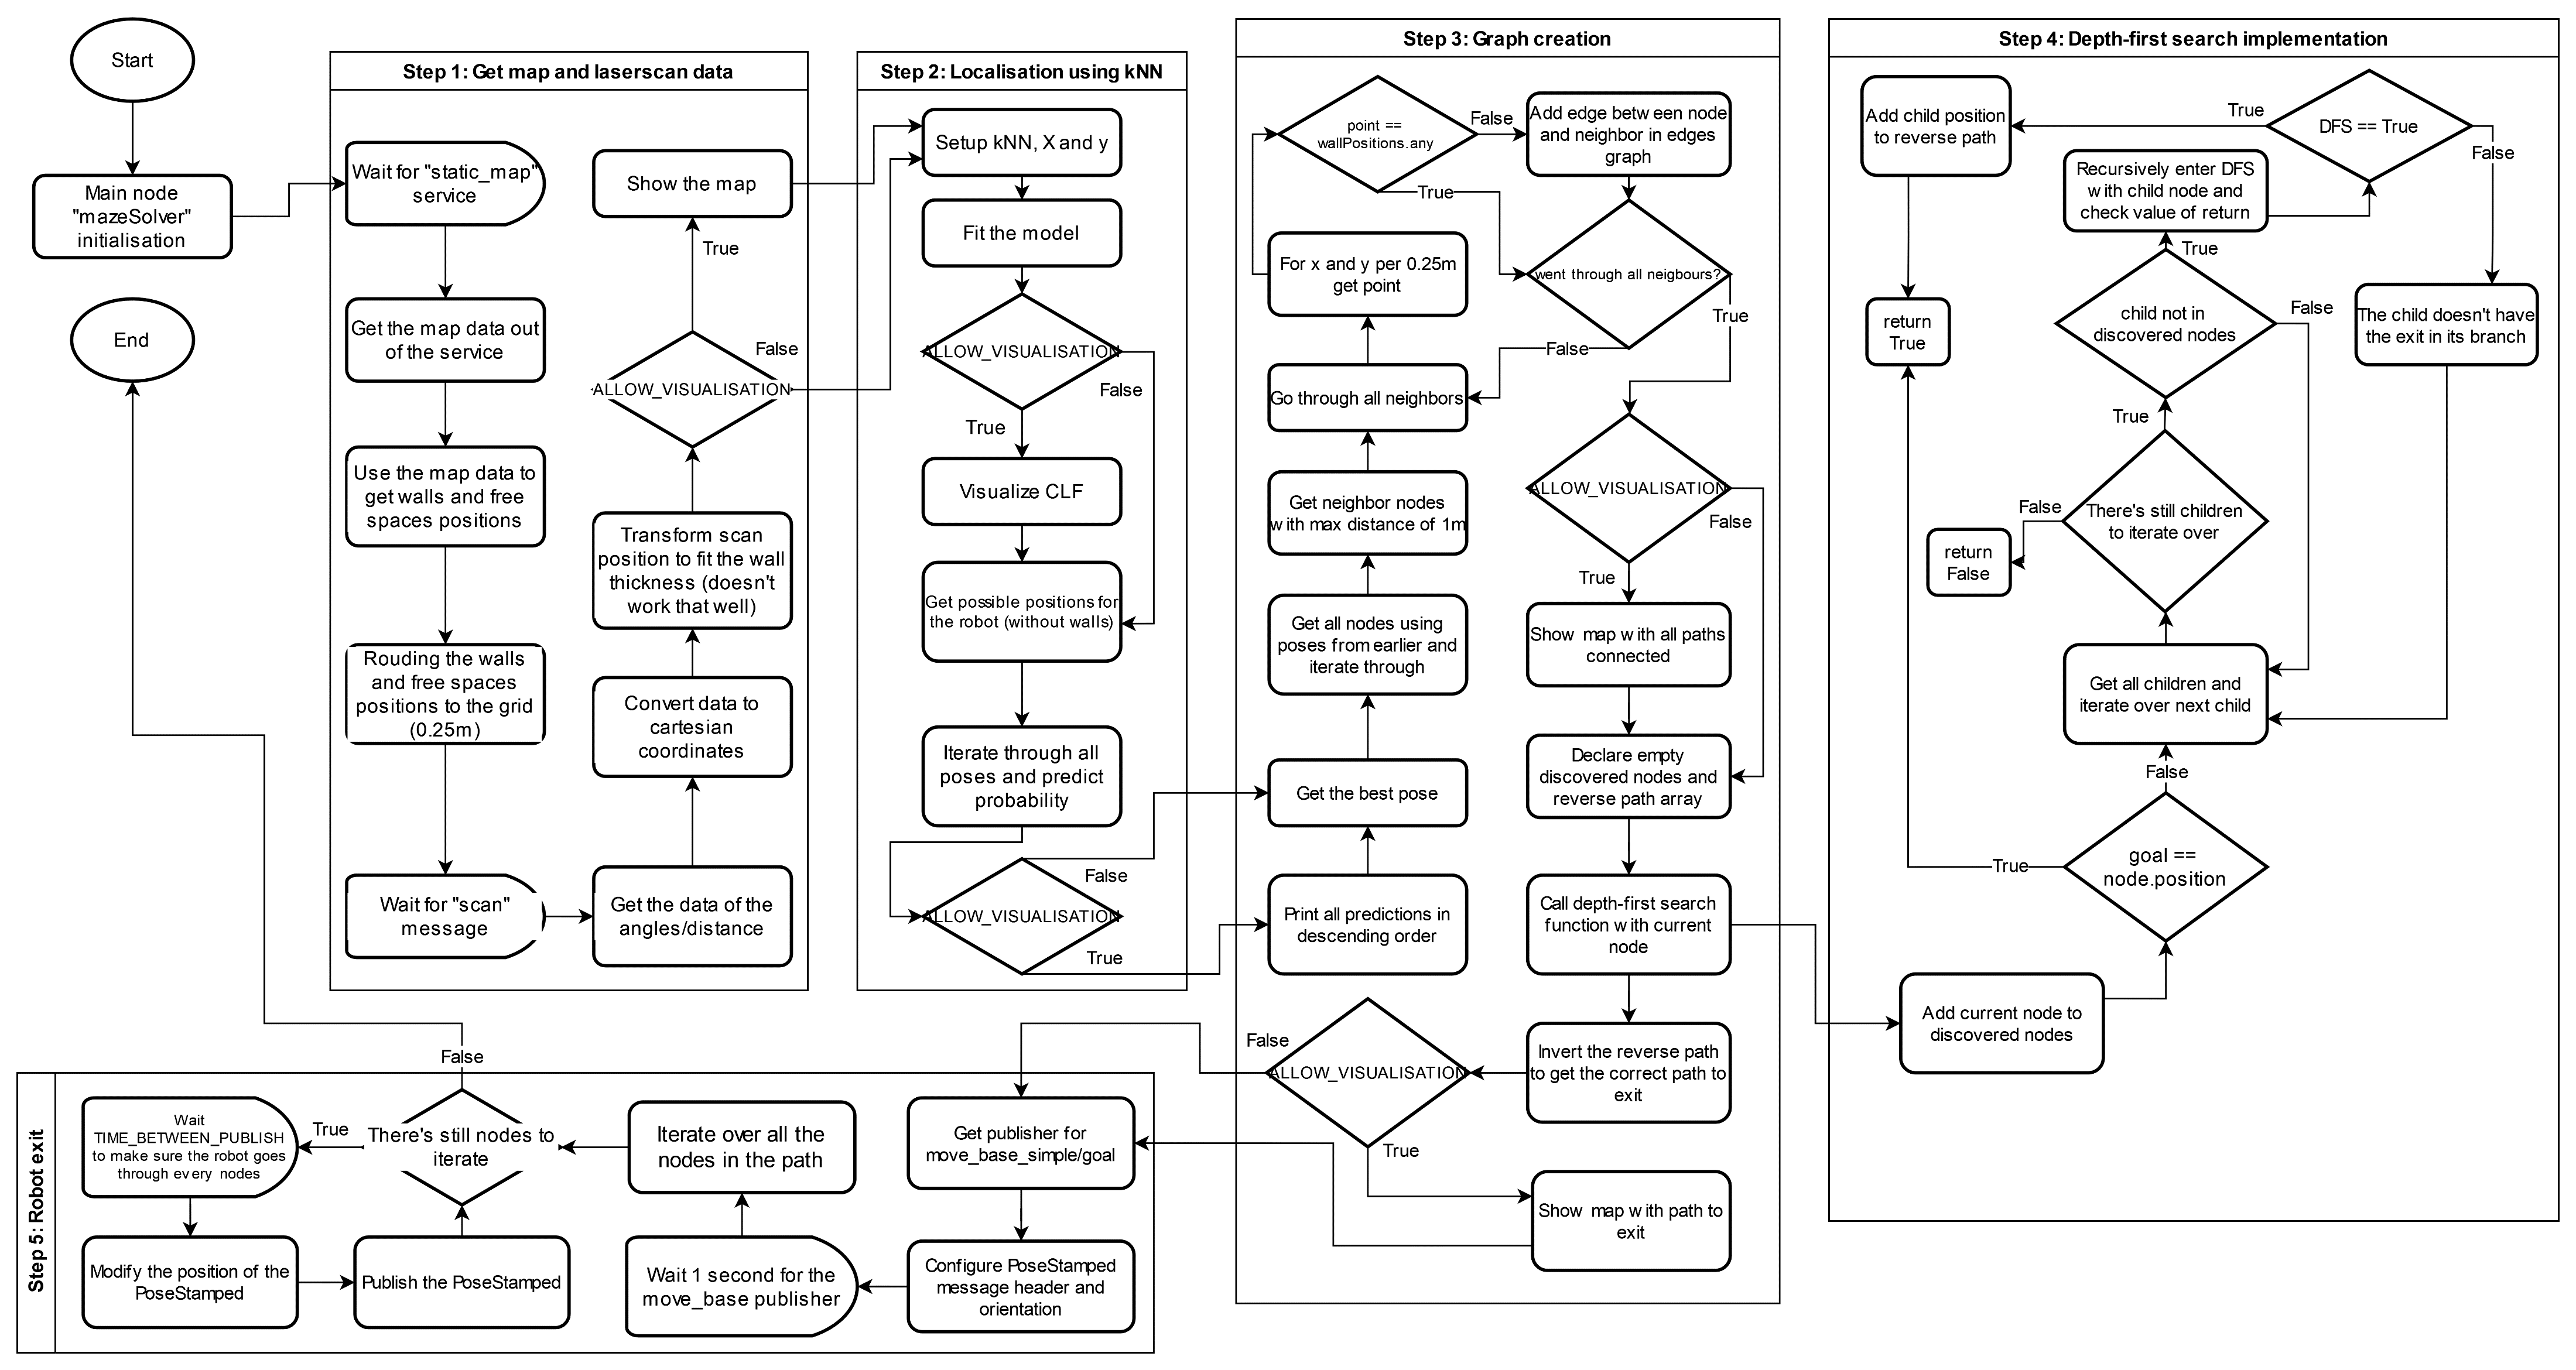 Start
Main node
"mazeSolver"
initialisation
End
Step 1: Get map and laserscan data
Wait for "static_map"
service
Get the map data out
of the service
Use the map data to
get walls and free
spaces positions
Rouding the walls
and free spaces
positions to the grid
(0.25m)
Wait for "scan"
message
Get the data of the
angles/distance
Convert data to
cartesian
coordinates
Transform scan
position to fit the wall
thickness (doesn't
work that well)
ALLOW_VISUALISATION
False
True
Show the map
Step 2: Localisation using kNN
Setup kNN, X and y
Fit the model
ALLOW_VISUALISATION
False
True
Visualize CLF
Get possible positions for
the robot (without walls)
Iterate through all
poses and predict
probability
ALLOW_VISUALISATION
False
True
Step 3: Graph creation
Print all predictions in
descending order
Get the best pose
Get all nodes using
poses from earlier and
iterate through
Get neighbor nodes
with max distance of 1m
Go through all neighbors
For x and y per 0.25m
get point
point ==
wallPositions.any
False
True
Add edge between node
and neighbor in edges
graph
went through all neigbours?
False
True
ALLOW_VISUALISATION
False
True
Show map with all paths
connected
Declare empty
discovered nodes and
reverse path array
Call depth-first search
function with current
node
Invert the reverse path
to get the correct path to
exit
ALLOW_VISUALISATION
False
True
Show map with path to
exit
Step 4: Depth-first search implementation
Add current node to
discovered nodes
goal ==
node.position
True
False
Get all children and
iterate over next child
There's still children
to iterate over
False
return
False
True
child not in
discovered nodes
False
True
Recursively enter DFS
with child node and
check value of return
DFS == True
True
False
Add child position
to reverse path
return
True
The child doesn't have
the exit in its branch
Step 5: Robot exit
Get publisher for
move_base_simple/goal
Configure PoseStamped
message header and
orientation
Wait 1 second for the
move_base publisher
Iterate over all the
nodes in the path
There's still nodes to
iterate
False
True
Wait
TIME_BETWEEN_PUBLISH
to make sure the robot goes
through every nodes
Modify the position of the
PoseStamped
Publish the PoseStamped